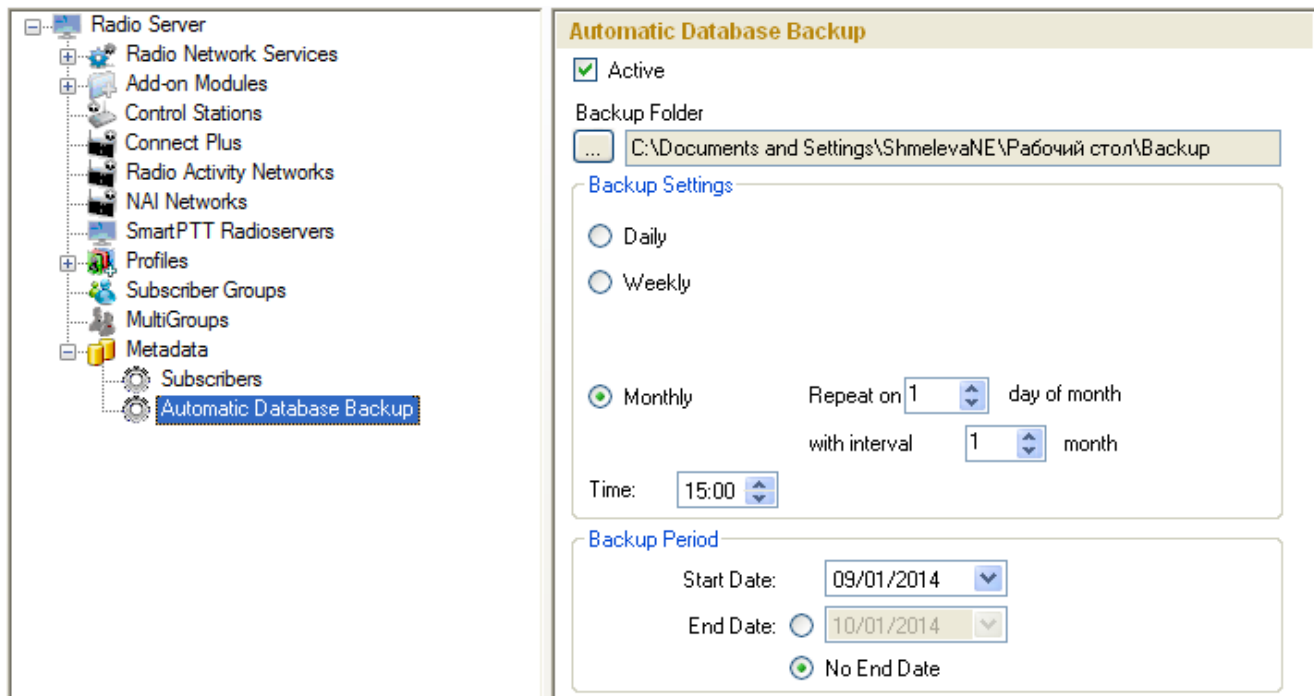 Radio Server
Radio Network Services
Add-on Modules
Control Stations
Connect Plus
Radio Activity Networks
NAI Networks
SmartPTT Radioservers
Profiles
Subscriber Groups
MultiGroups
Metadata
Subscribers
Automatic Database Backup
Automatic Database Backup
Active
Backup Folder
... C:\Documents and Settings\ShmelevaNE\Рабочий стол\Backup
Backup Settings
Daily
Weekly
Monthly Repeat on 1 day of month
with interval 1 month
Time: 15:00
Backup Period
Start Date: 09/01/2014
End Date: 10/01/2014
No End Date